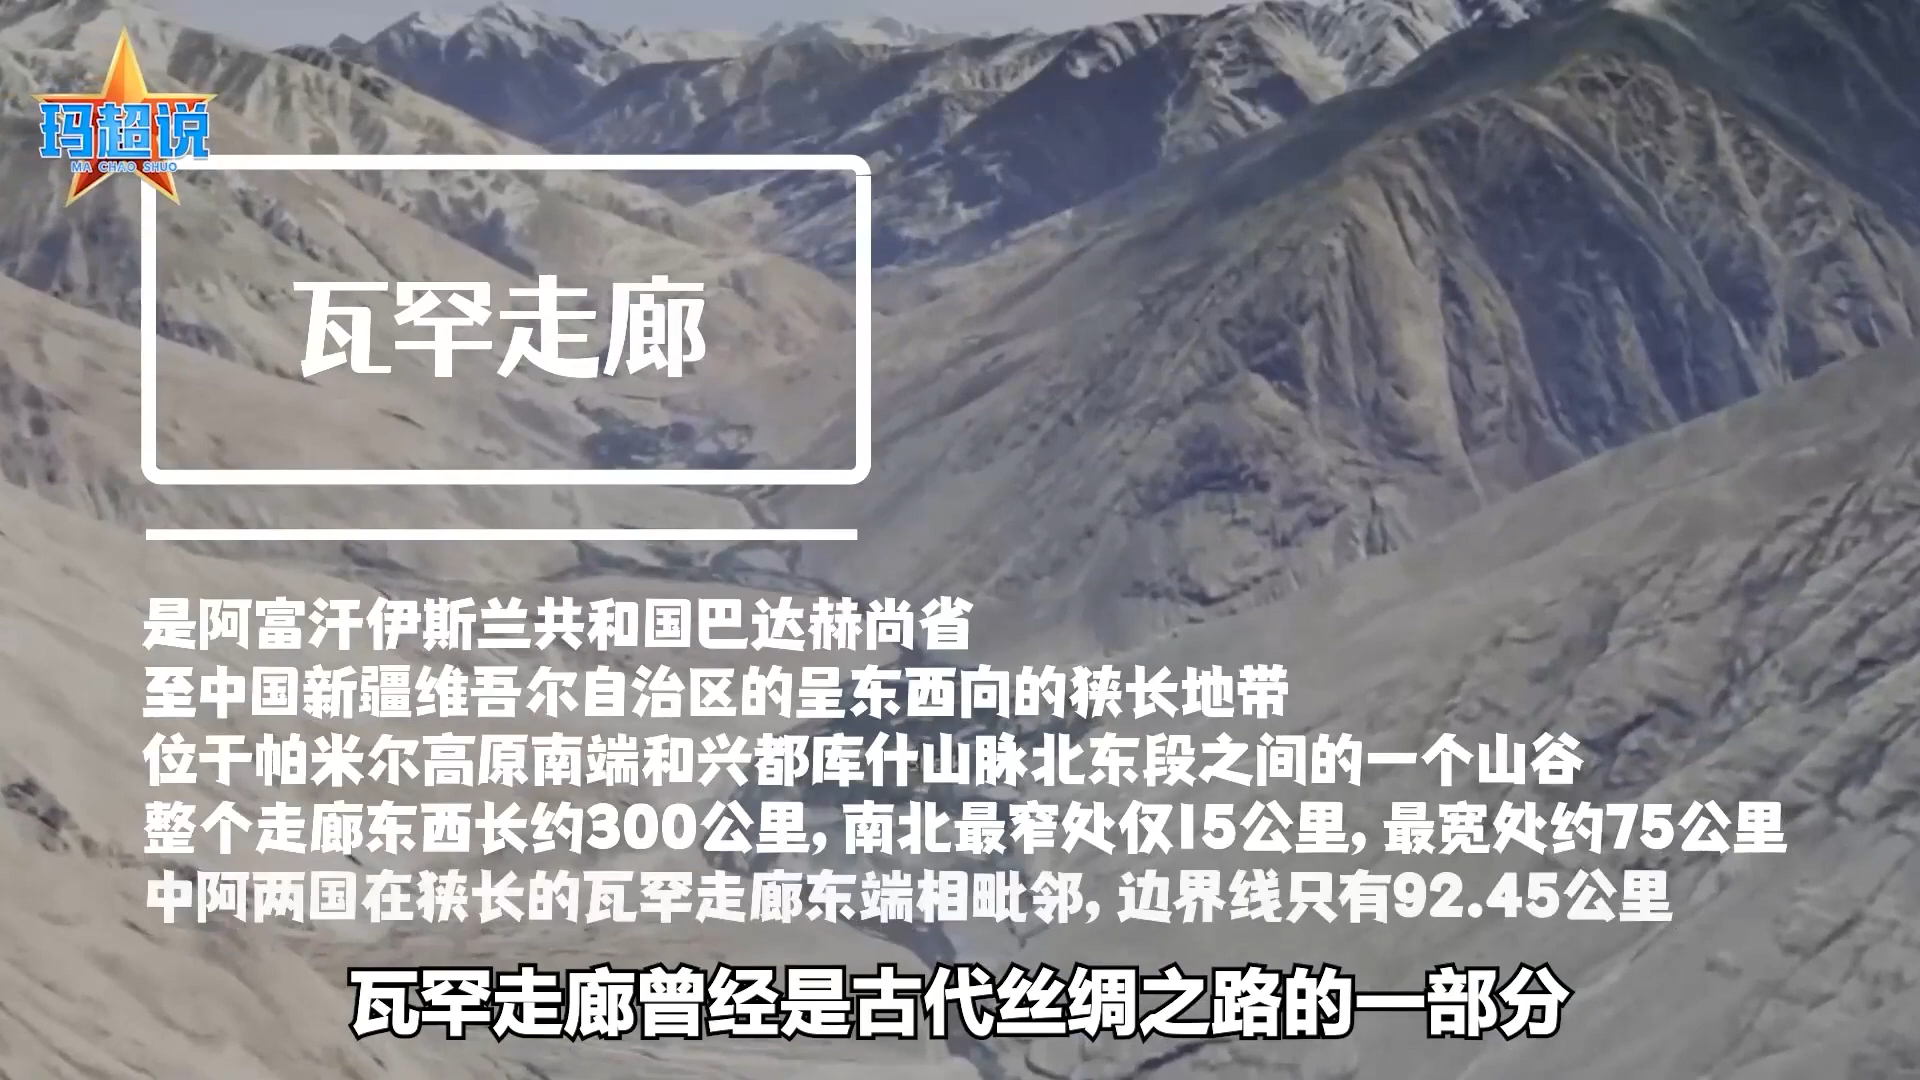 玛超说
MA CHAO SHUO
瓦罕走廊
是阿富汗伊斯兰共和国巴达赫尚省
至中国新疆维吾尔自治区的呈东西向的狭长地带
位于帕米尔高原南端和兴都库什山脉北东段之间的一个山谷
整个走廊东西长约300公里,南北最窄处仅15公里,最宽处约75公里
中阿两国在狭长的瓦罕走廊东端相毗邻,边界线只有92.45公里
瓦罕走廊曾经是古代丝绸之路的一部分